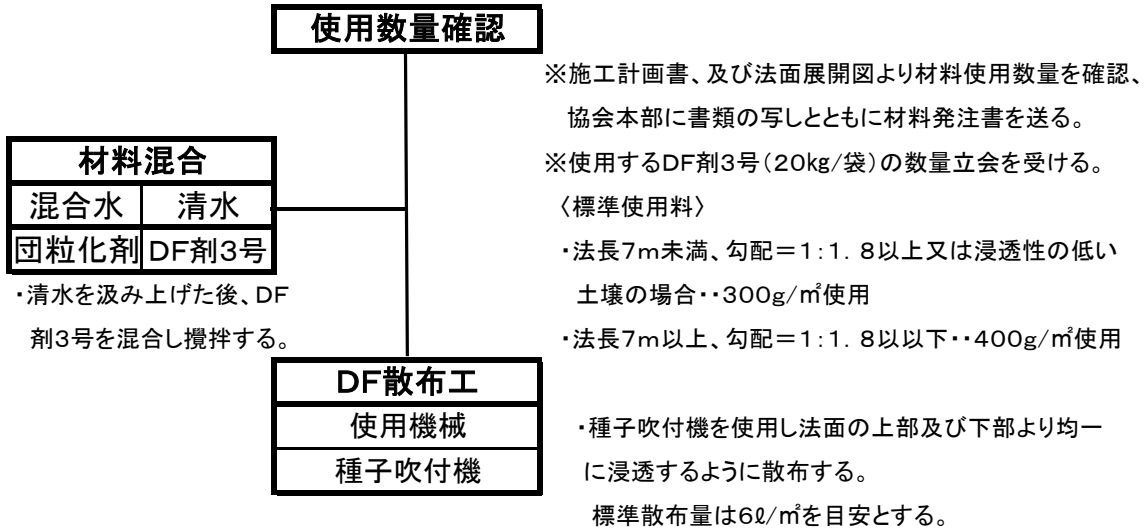 使用数量確認
※施工計画書、及び法面展開図より材料使用数量を確認、
協会本部に書類の写しとともに材料発注書を送る。
※使用するDF剤3号(20㎏/袋)の数量立会を受ける。
〈標準使用料〉
・法長7m未満、勾配=1:1.8以上又は浸透性の低い
土壌の場合・・300g/㎡使用
・法長7m以上、勾配=1:1.8以以下・・400g/㎡使用
材料混合
混合水 清水
団粒化剤 DF剤3号
・清水を汲み上げた後、DF
剤3号を混合し攪拌する。
DF散布工
使用機械
種子吹付機
・種子吹付機を使用し法面の上部及び下部より均一
に浸透するように散布する。
標準散布量は6ℓ/㎡を目安とする。